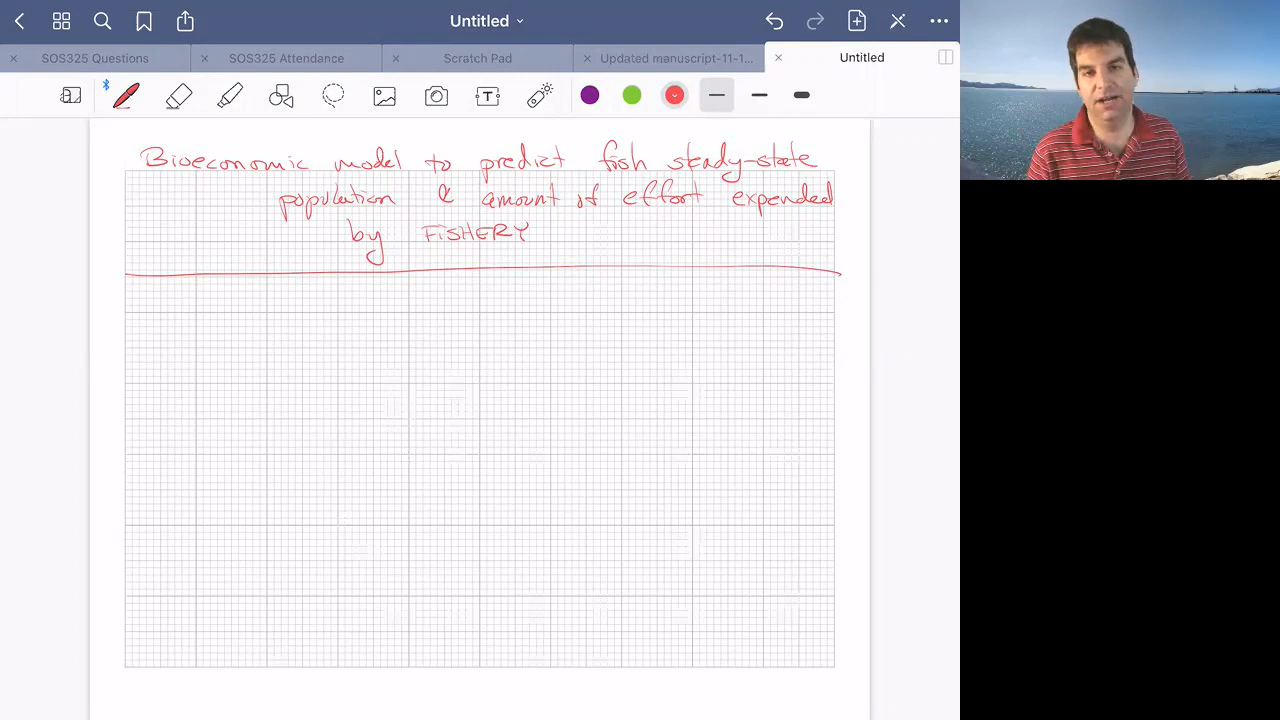 Untitled
SOS325 Questions
SOS325 Attendance
Scratch Pad
Updated manuscript-11-1...
Untitled
Bioeconomic model to predict fish steady-state
population & amount of effort expended
by FISHERY